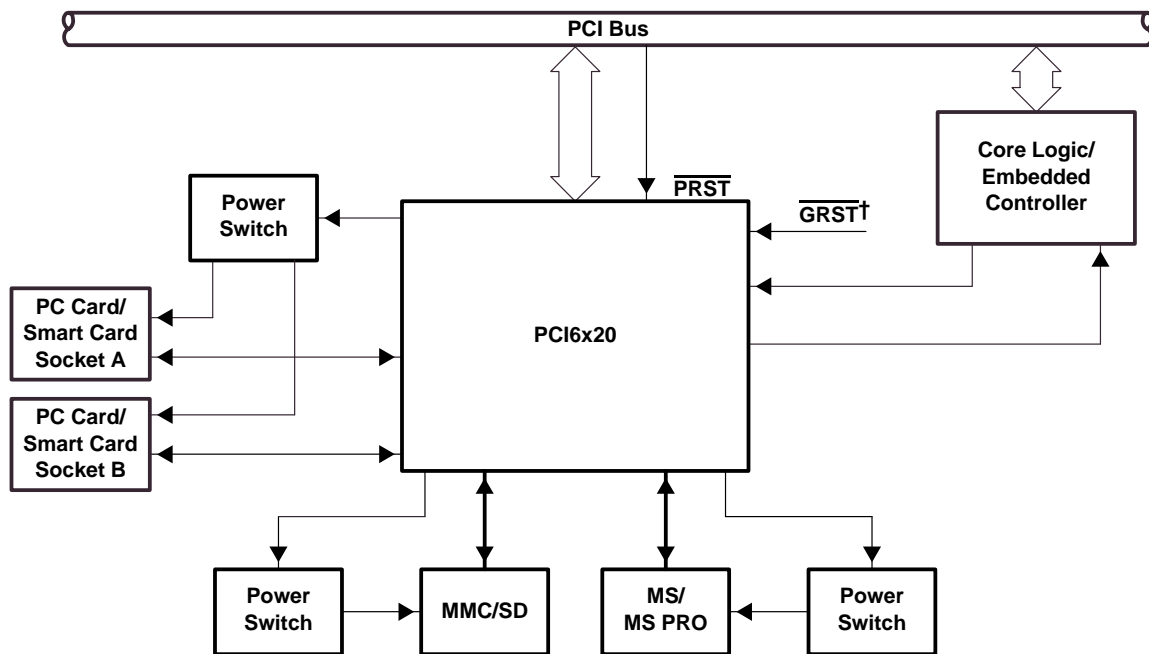 PCI Bus
Core Logic/
Embedded
Controller
PRST
Power
Switch
GRST†
PC Card/
Smart Card
Socket A
PCI6x20
PC Card/
Smart Card
Socket B
Power
Switch
MMC/SD
MS/
MS PRO
Power
Switch